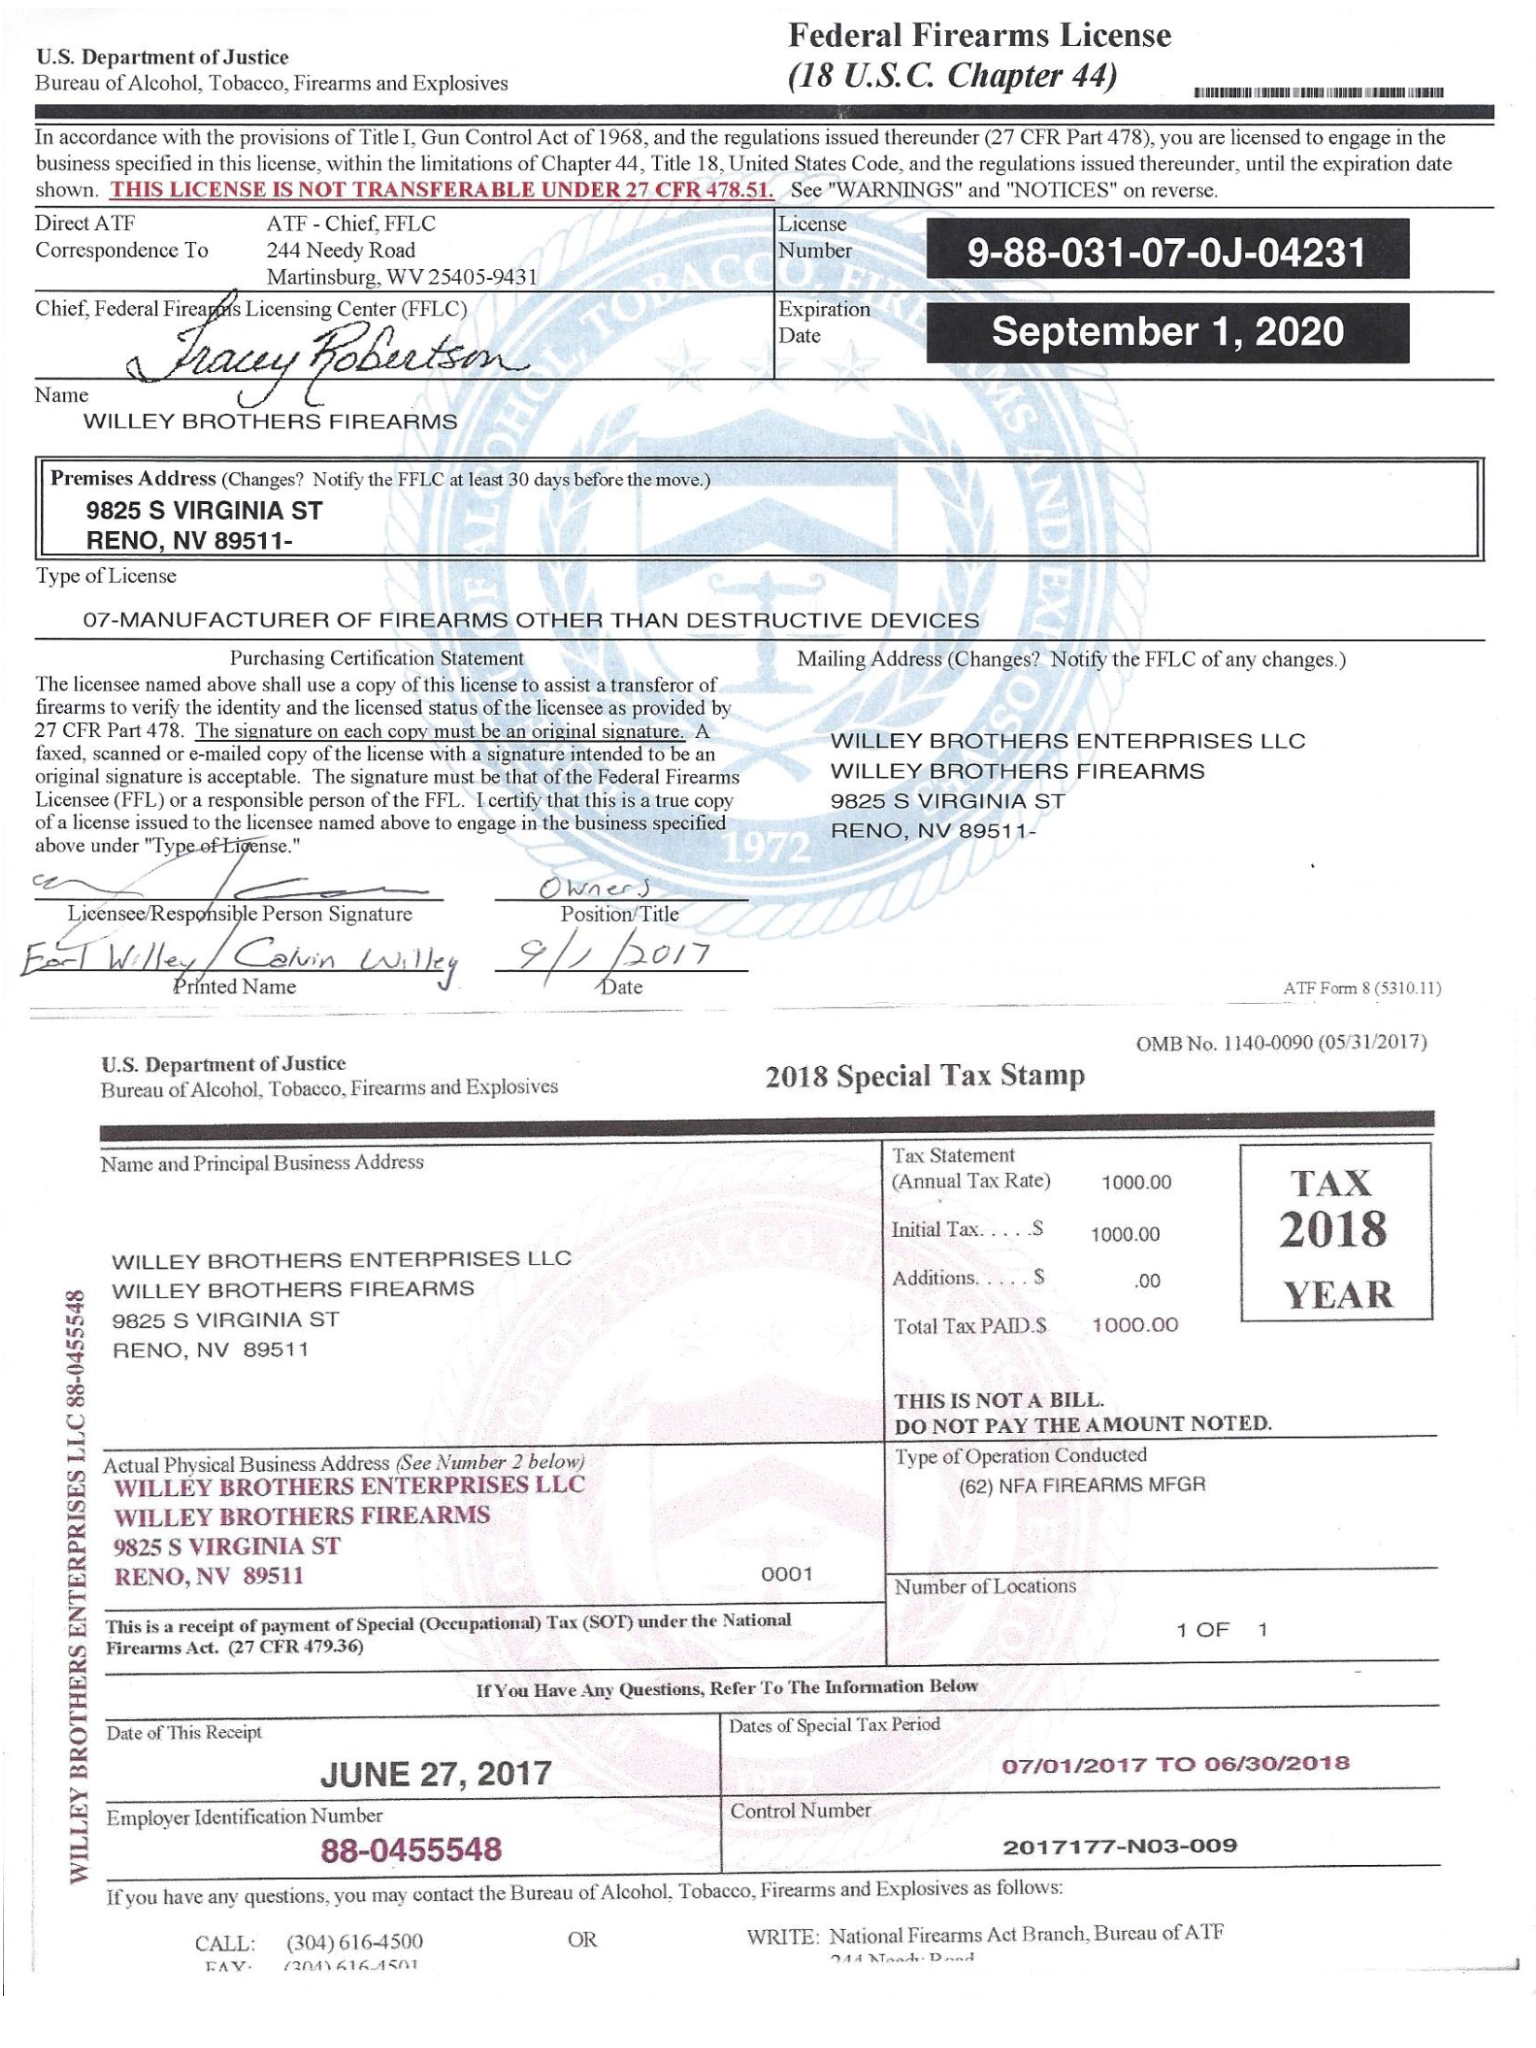 U.S. Department of Justice
Bureau of Alcohol, Tobacco, Firearms and Explosives
Federal Firearms License
(18 U.S.C. Chapter 44)
In accordance with the provisions of Title I, Gun Control Act of 1968, and the regulations issued thereunder (27 CFR Part 478), you are licensed to engage in the
business specified in this license, within the limitations of Chapter 44, Title 18, United States Code, and the regulations issued thereunder, until the expiration date
shown. THIS LICENSE IS NOT TRANSFERABLE UNDER 27 CFR 478.51. See "WARNINGS" and "NOTICES" on reverse.
Direct ATF
Correspondence To
ATF - Chief, FFLC
244 Needy Road
Martinsburg, WV 25405-9431
License
Number
9-88-031-07-0J-04231
Chief, Federal Firearms Licensing Center (FFLC)
Tracey Robertson
Expiration
Date
September 1, 2020
Name
WILLEY BROTHERS FIREARMS
Premises Address (Changes? Notify the FFLC at least 30 days before the move.)
9825 S VIRGINIA ST
RENO, NV 89511-
Type of License
07-MANUFACTURER OF FIREARMS OTHER THAN DESTRUCTIVE DEVICES
Purchasing Certification Statement
The licensee named above shall use a copy of this license to assist a transferor of
firearms to verify the identity and the licensed status of the licensee as provided by
27 CFR Part 478. The signature on each copy must be an original signature. A
faxed, scanned or e-mailed copy of the license with a signature intended to be an
original signature is acceptable. The signature must be that of the Federal Firearms
Licensee (FFL) or a responsible person of the FFL. I certify that this is a true copy
of a license issued to the licensee named above to engage in the business specified
above under "Type of License."
Mailing Address (Changes? Notify the FFLC of any changes.)
WILLEY BROTHERS ENTERPRISES LLC
WILLEY BROTHERS FIREARMS
9825 S VIRGINIA ST
RENO, NV 89511-
1972
Owners
Licensee/Responsible Person Signature
Position/Title
Earl Willey / Calvin Willey
9/1/2017
Printed Name
Date
ATF Form 8 (5310.11)
OMB No. 1140-0090 (05/31/2017)
U.S. Department of Justice
Bureau of Alcohol, Tobacco, Firearms and Explosives
2018 Special Tax Stamp
Name and Principal Business Address
WILLEY BROTHERS ENTERPRISES LLC
WILLEY BROTHERS FIREARMS
9825 S VIRGINIA ST
RENO, NV 89511
Tax Statement
(Annual Tax Rate) 1000.00
Initial Tax. . . . .$ 1000.00
Additions. . . . . $ .00
Total Tax PAID.$ 1000.00
TAX
2018
YEAR
THIS IS NOT A BILL.
DO NOT PAY THE AMOUNT NOTED.
WILLEY BROTHERS ENTERPRISES LLC 88-0455548
Actual Physical Business Address (See Number 2 below)
WILLEY BROTHERS ENTERPRISES LLC
WILLEY BROTHERS FIREARMS
9825 S VIRGINIA ST
RENO, NV 89511
0001
Type of Operation Conducted
(62) NFA FIREARMS MFGR
Number of Locations
1 OF 1
This is a receipt of payment of Special (Occupational) Tax (SOT) under the National
Firearms Act. (27 CFR 479.36)
If You Have Any Questions, Refer To The Information Below
Date of This Receipt
JUNE 27, 2017
Dates of Special Tax Period
07/01/2017 TO 06/30/2018
Employer Identification Number
88-0455548
Control Number
2017177-N03-009
If you have any questions, you may contact the Bureau of Alcohol, Tobacco, Firearms and Explosives as follows:
CALL: (304) 616-4500
OR
WRITE: National Firearms Act Branch, Bureau of ATF
FAX: (304) 616-4501
244 Needy Road